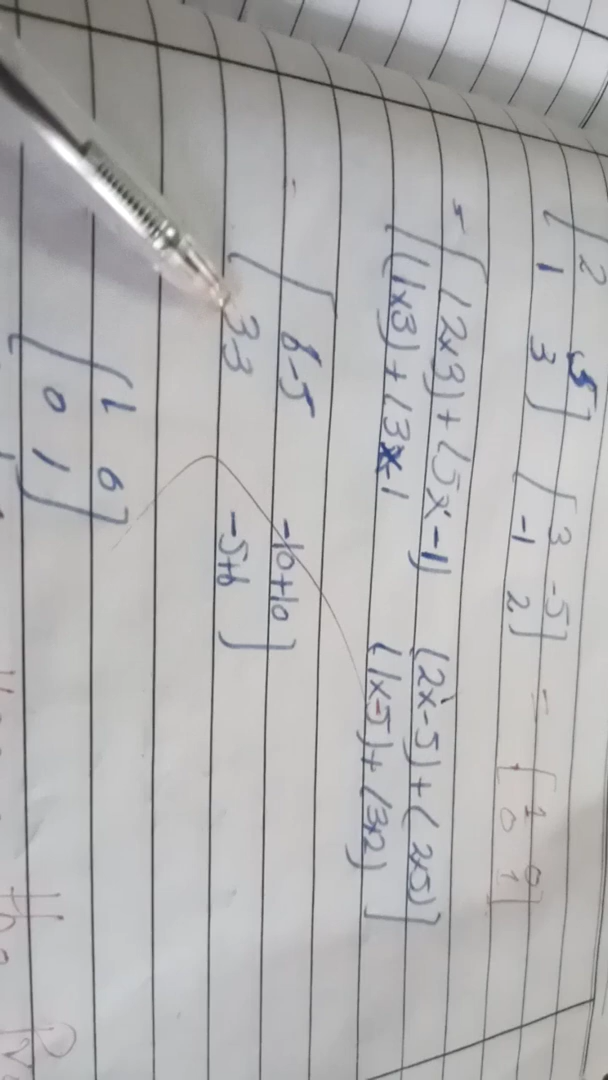 [2 5 [3 -5] = [1 0]
1 3] -1 2] 0 1]
= [(2x3)+(5x-1) (2x-5)+(2x5)]
[(1x3)+(3x-1 (1x-5)+(3x2)]
= [6-5 -10+10]
3-3 -5+6]
[1 0]
0 1]